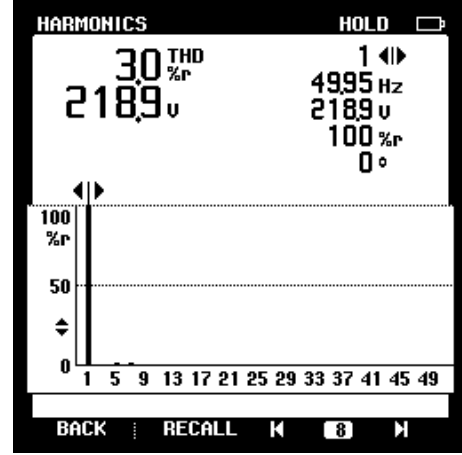 HARMONICS HOLD
3.0 THD %r
218.9 V
1
49.95 Hz
218.9 V
100 %r
0 °
100
%r
50
0
1 5 9 13 17 21 25 29 33 37 41 45 49
BACK RECALL 8